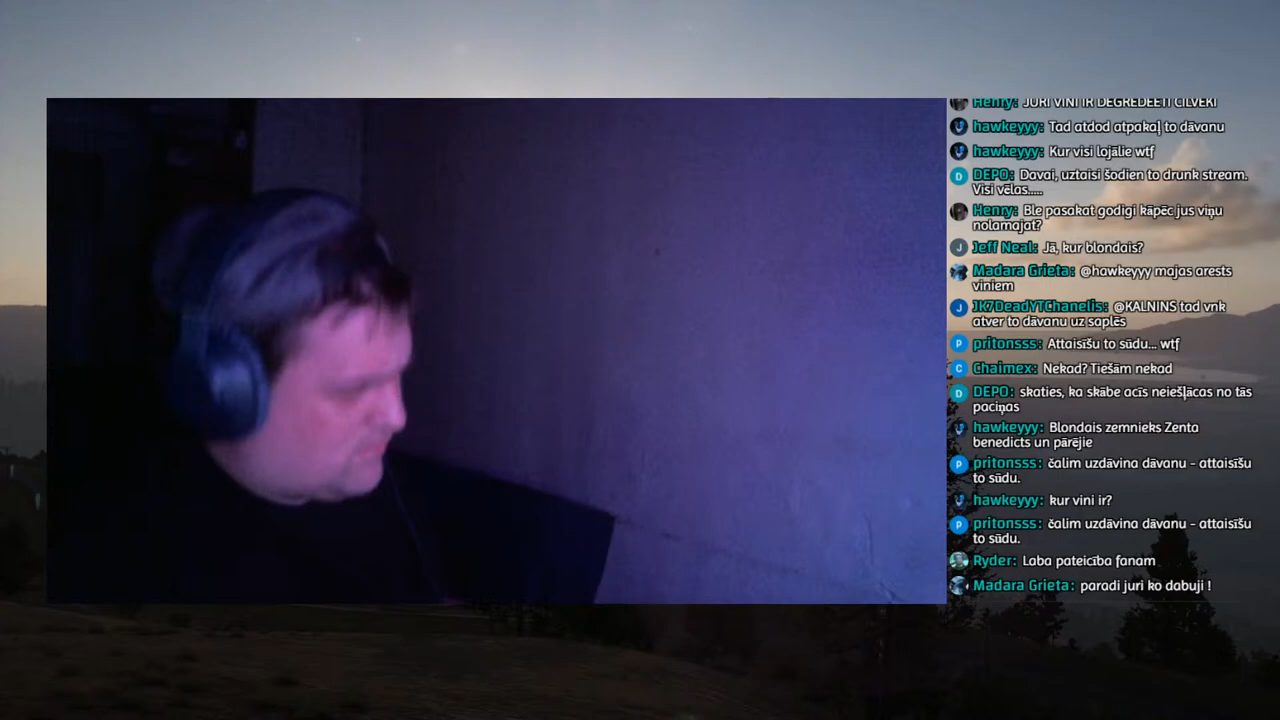 Henry: JURI VINI IR DEGREDEETI CILVEKI
hawkeyyy: Tad atdod atpakaļ to dāvanu
hawkeyyy: Kur visi lojālie wtf
D DEPO: Davai, uztaisi šodien to drunk stream.
Visi vēlas.....
Henry: Ble pasakat godīgi kāpēc jus viņu
nolamajat?
J Jeff Neal: Jā, kur blondais?
Madara Grieta: @hawkeyyy majas arests
viniem
J JK7DeadYTChanelis: @KALNINS tad vnk
atver to dāvanu uz saplēs
P pritonsss: Attaisīšu to sūdu... wtf
C Chaimex: Nekad? Tiešām nekad
D DEPO: skaties, ka skābe acīs neiešļācas no tās
paciņas
hawkeyyy: Blondais zemnieks Zenta
benedicts un pārējie
P pritonsss: čalim uzdāvina dāvanu - attaisīšu
to sūdu.
hawkeyyy: kur vini ir?
P pritonsss: čalim uzdāvina dāvanu - attaisīšu
to sūdu.
Ryder: Laba pateicība fanam
Madara Grieta: paradi juri ko dabuji !